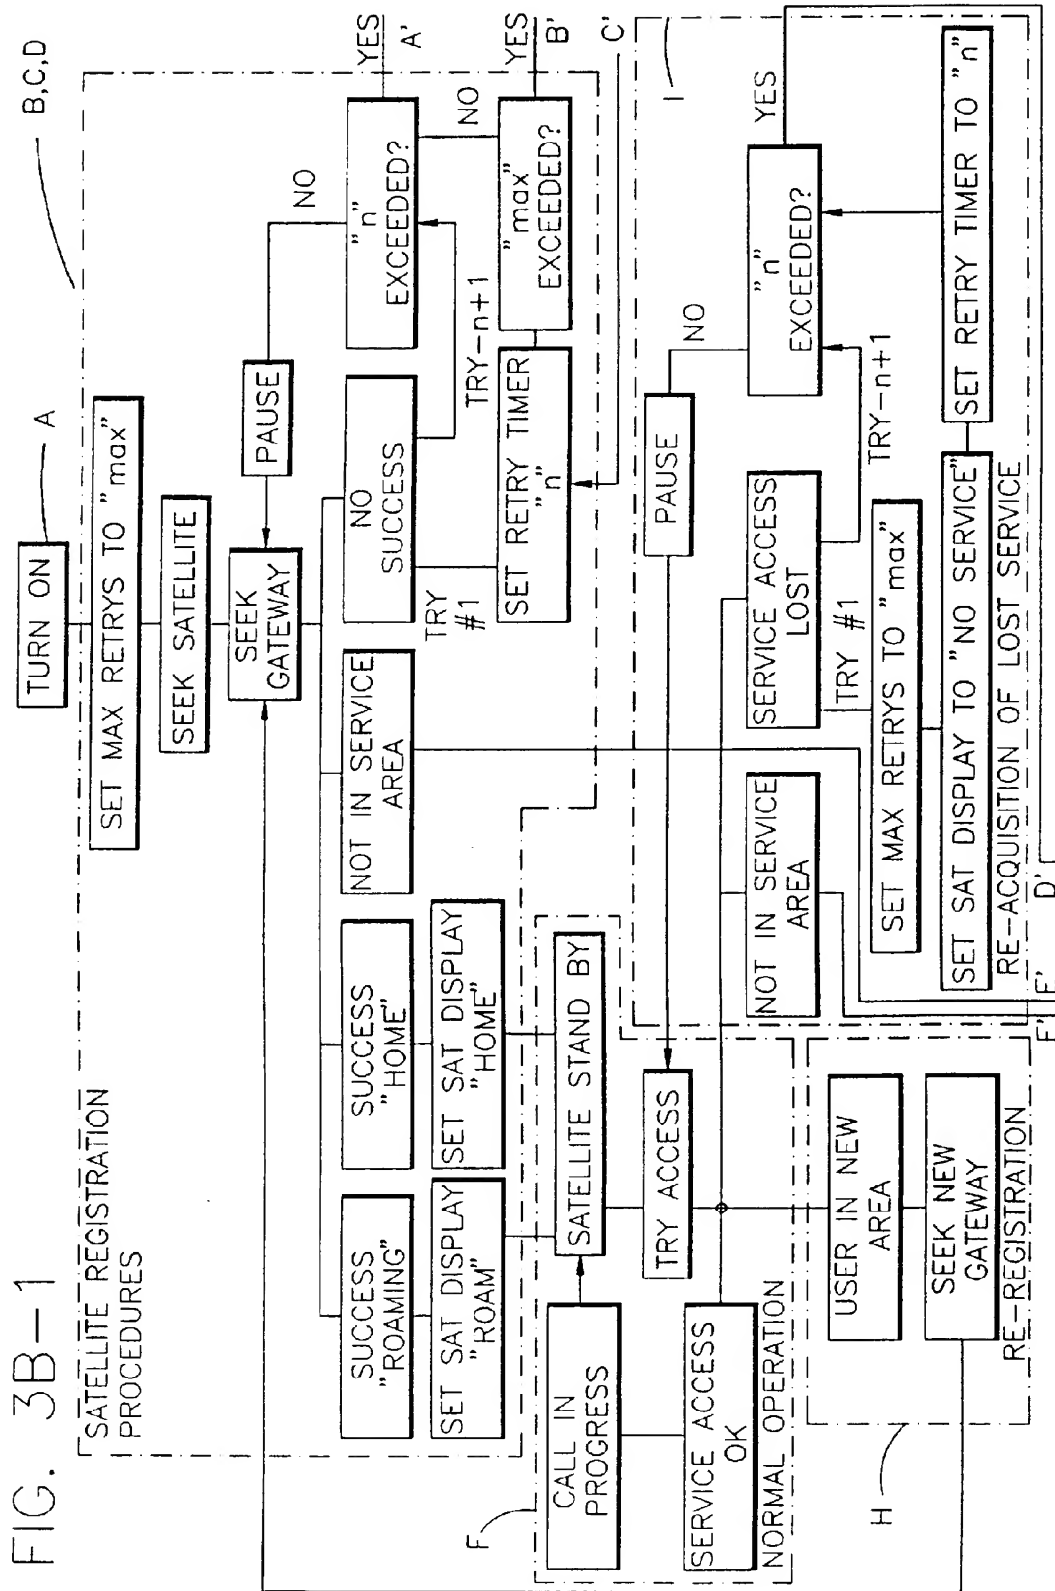 FIG. 3B-1
SATELLITE REGISTRATION
PROCEDURES
TURN ON
A
B,C,D
SET MAX RETRYS TO "max"
SEEK SATELLITE
SEEK
GATEWAY
PAUSE
NO
SUCCESS
"ROAMING"
SUCCESS
"HOME"
NOT IN SERVICE
AREA
NO
SUCCESS
"n"
EXCEEDED?
YES
A'
SET SAT DISPLAY
"ROAM"
SET SAT DISPLAY
"HOME"
TRY
#1
TRY-n+1
NO
SET RETRY TIMER
"n"
"max"
EXCEEDED?
YES
B'
C'
F
CALL IN
PROGRESS
SATELLITE STAND BY
TRY ACCESS
SERVICE ACCESS
OK
NORMAL OPERATION
I
PAUSE
NO
"n"
EXCEEDED?
YES
NOT IN SERVICE
AREA
SERVICE ACCESS
LOST
TRY #1
TRY-n+1
SET MAX RETRYS TO "max"
SET SAT DISPLAY TO "NO SERVICE"
SET RETRY TIMER TO "n"
RE-ACQUISITION OF LOST SERVICE
H
USER IN NEW
AREA
SEEK NEW
GATEWAY
RE-REGISTRATION
F'
E'
D'